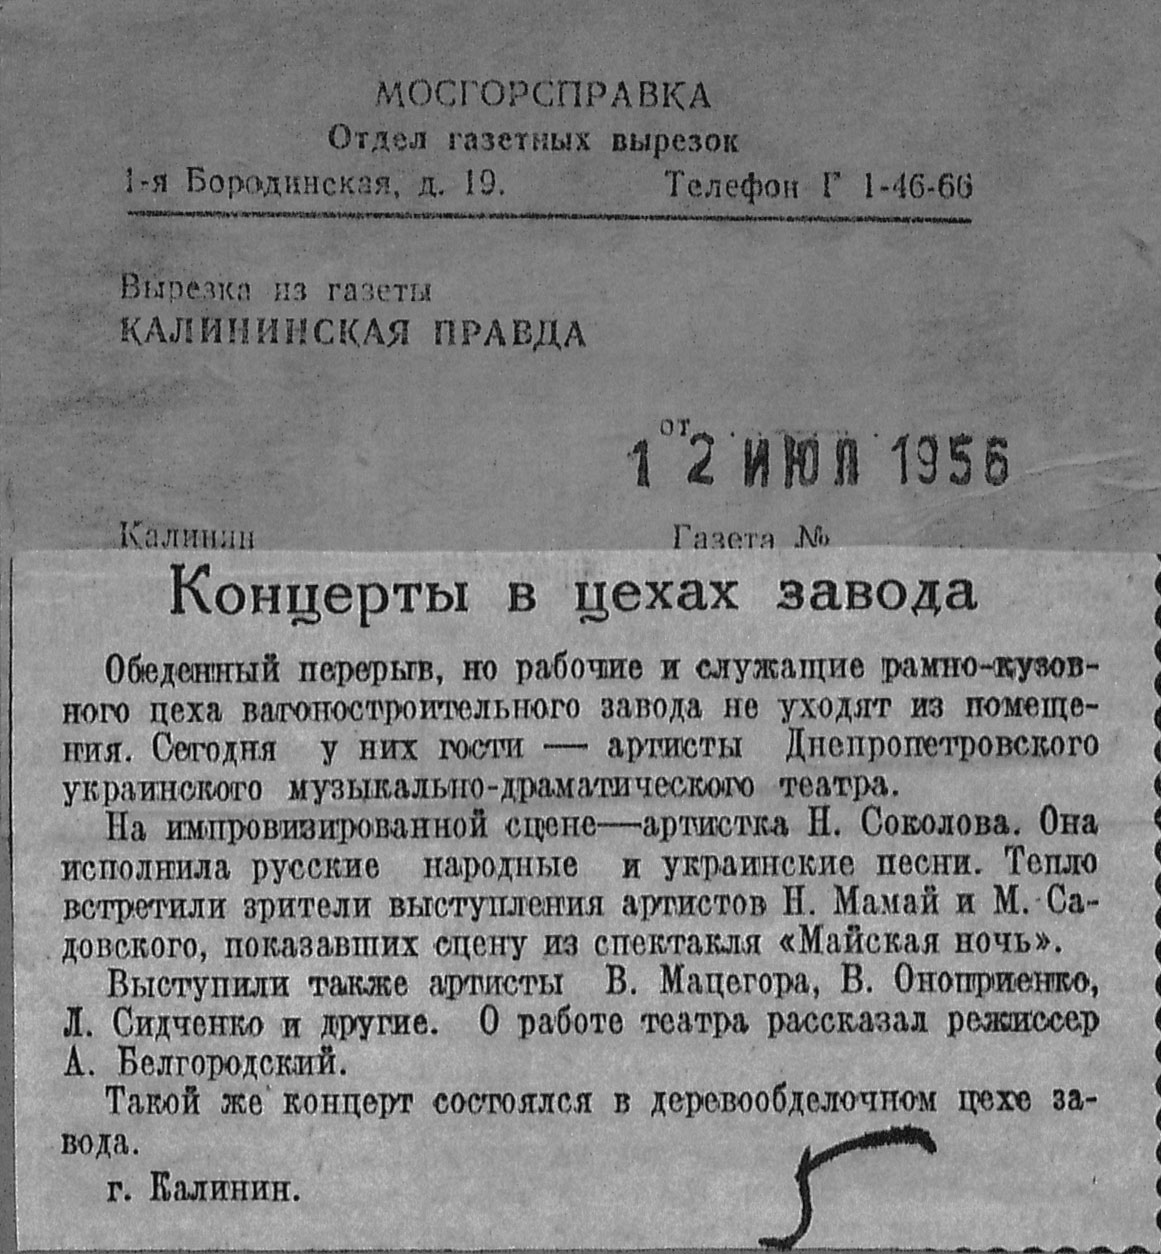 МОСГОРСПРАВКА
Отдел газетных вырезок
1-я Бородинская, д. 19. Телефон Г 1-46-66
Вырезка из газеты
КАЛИНИНСКАЯ ПРАВДА
от
12 ИЮЛ 1956
Калинин Газета №
Концерты в цехах завода
Обеденный перерыв, но рабочие и служащие рамно-кузов-
ного цеха вагоностроительного завода не уходят из помеще-
ния. Сегодня у них гости — артисты Днепропетровского
украинского музыкально-драматического театра.
На импровизированной сцене—артистка Н. Соколова. Она
исполнила русские народные и украинские песни. Тепло
встретили зрители выступления артистов Н. Мамай и М. Са-
довского, показавших сцену из спектакля «Майская ночь».
Выступили также артисты В. Мацегора, В. Оноприенко,
Л. Сидченко и другие. О работе театра рассказал режиссер
А. Белгородский.
Такой же концерт состоялся в деревообделочном цехе за-
вода.
г. Калинин.